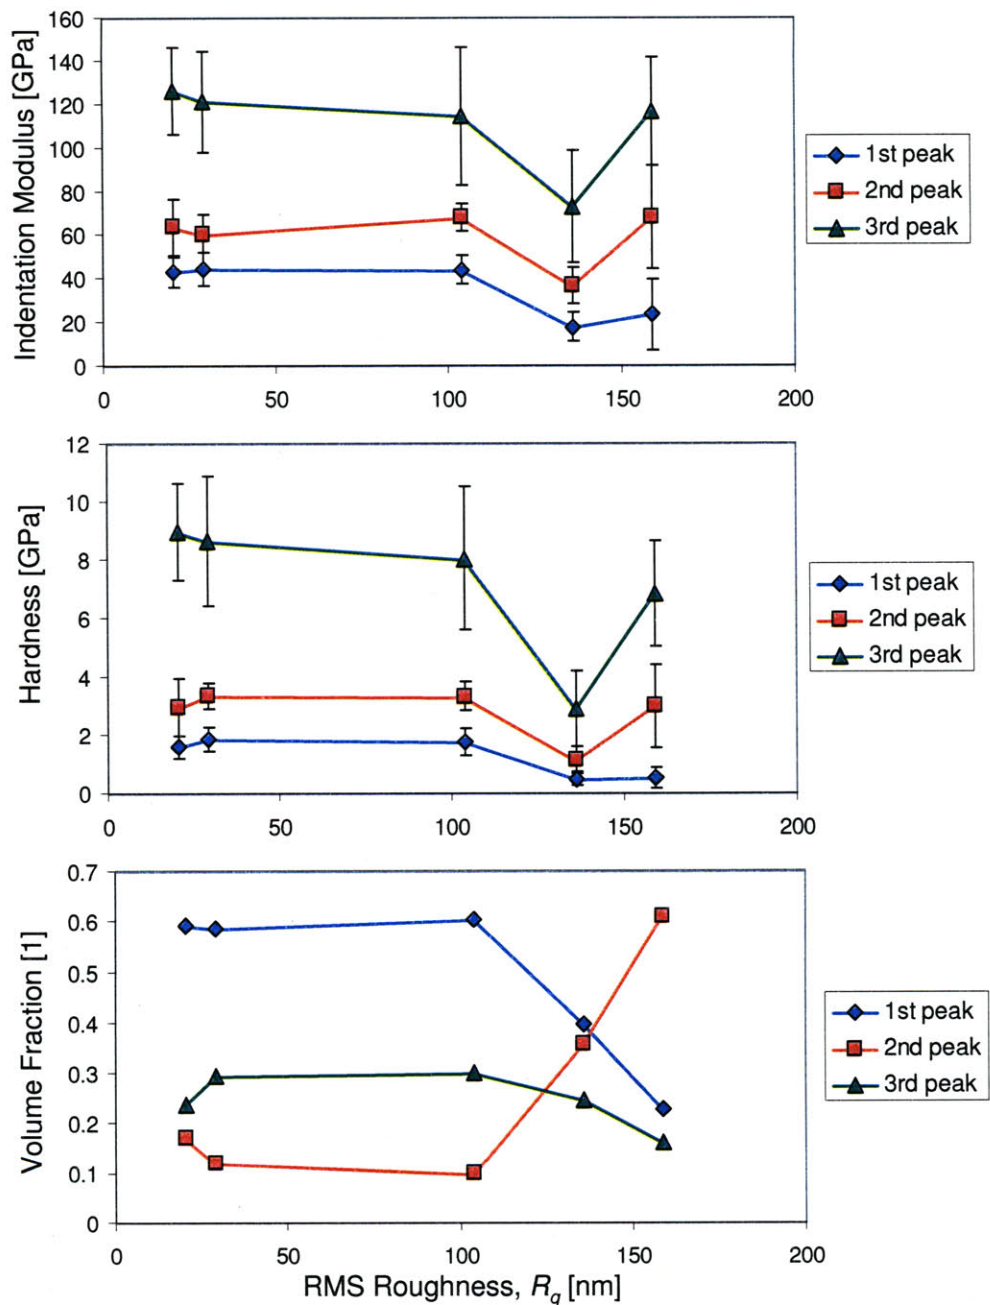 Indentation Modulus [GPa]
160
140
120
100
80
60
40
20
0
0 50 100 150 200
1st peak
2nd peak
3rd peak
Hardness [GPa]
12
10
8
6
4
2
0
0 50 100 150 200
1st peak
2nd peak
3rd peak
Volume Fraction [1]
0.7
0.6
0.5
0.4
0.3
0.2
0.1
0
0 50 100 150 200
1st peak
2nd peak
3rd peak
RMS Roughness, Rq [nm]